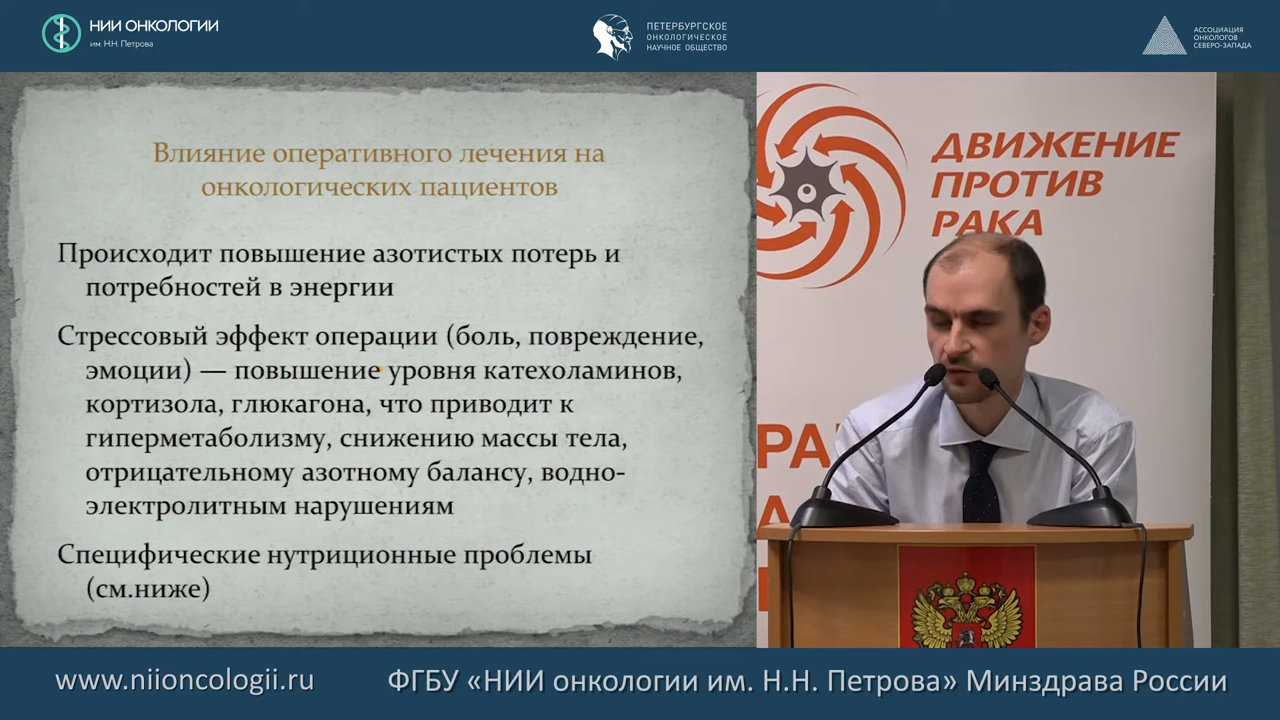 НИИ ОНКОЛОГИИ
им. Н.Н. Петрова
ПЕТЕРБУРГСКОЕ
ОНКОЛОГИЧЕСКОЕ
НАУЧНОЕ ОБЩЕСТВО
АССОЦИАЦИЯ
ОНКОЛОГОВ
СЕВЕРО-ЗАПАДА
Влияние оперативного лечения на
онкологических пациентов
Происходит повышение азотистых потерь и
потребностей в энергии
Стрессовый эффект операции (боль, повреждение,
эмоции) — повышение уровня катехоламинов,
кортизола, глюкагона, что приводит к
гиперметаболизму, снижению массы тела,
отрицательному азотному балансу, водно-
электролитным нарушениям
Специфические нутриционные проблемы
(см.ниже)
ДВИЖЕНИЕ
ПРОТИВ
РАКА
www.niioncologii.ru
ФГБУ «НИИ онкологии им. Н.Н. Петрова» Минздрава России